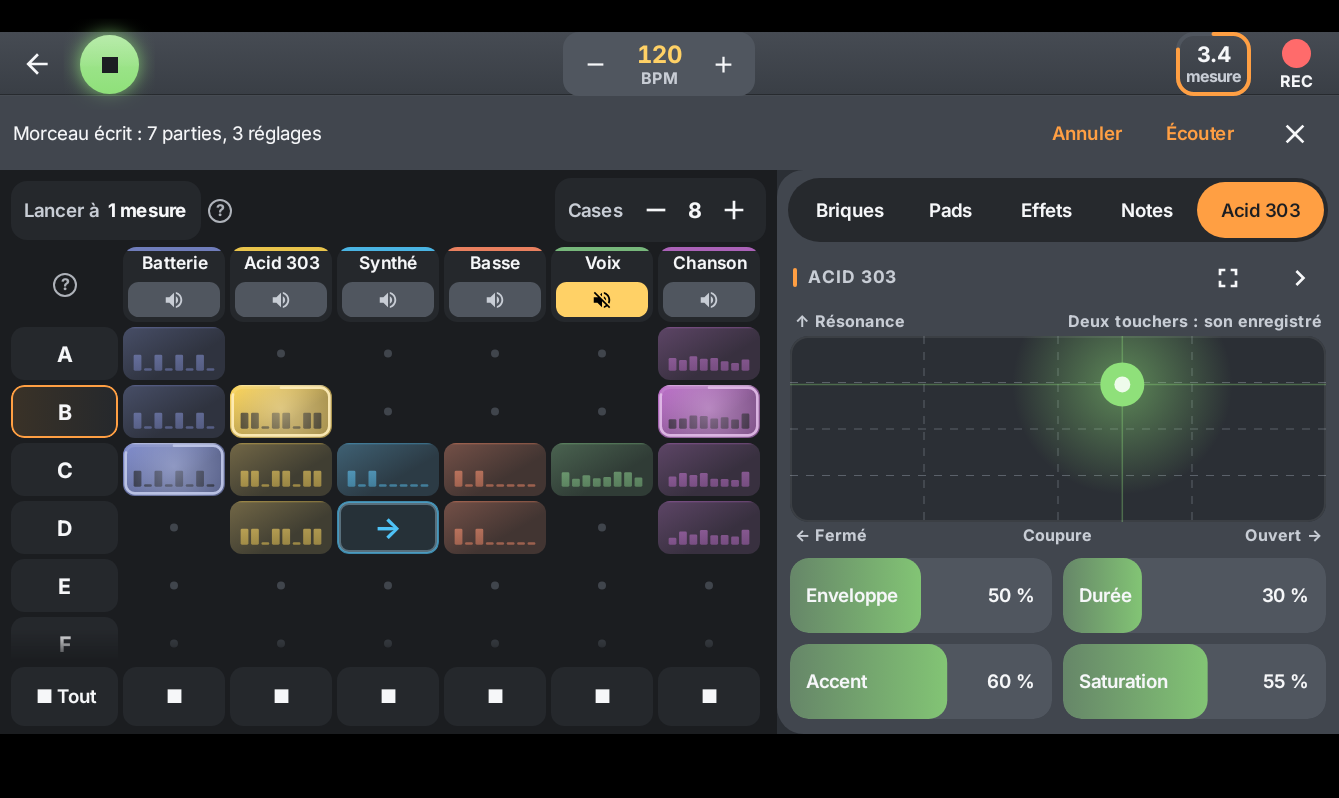 120
BPM
3.4
mesure
REC
Morceau écrit : 7 parties, 3 réglages
Annuler
Écouter
Lancer à 1 mesure
?
Cases
8
Briques
Pads
Effets
Notes
Acid 303
?
Batterie
Acid 303
Synthé
Basse
Voix
Chanson
ACID 303
↑ Résonance
Deux touchers : son enregistré
A
B
C
D
E
F
← Fermé
Coupure
Ouvert →
Enveloppe
50 %
Durée
30 %
Accent
60 %
Saturation
55 %
Tout